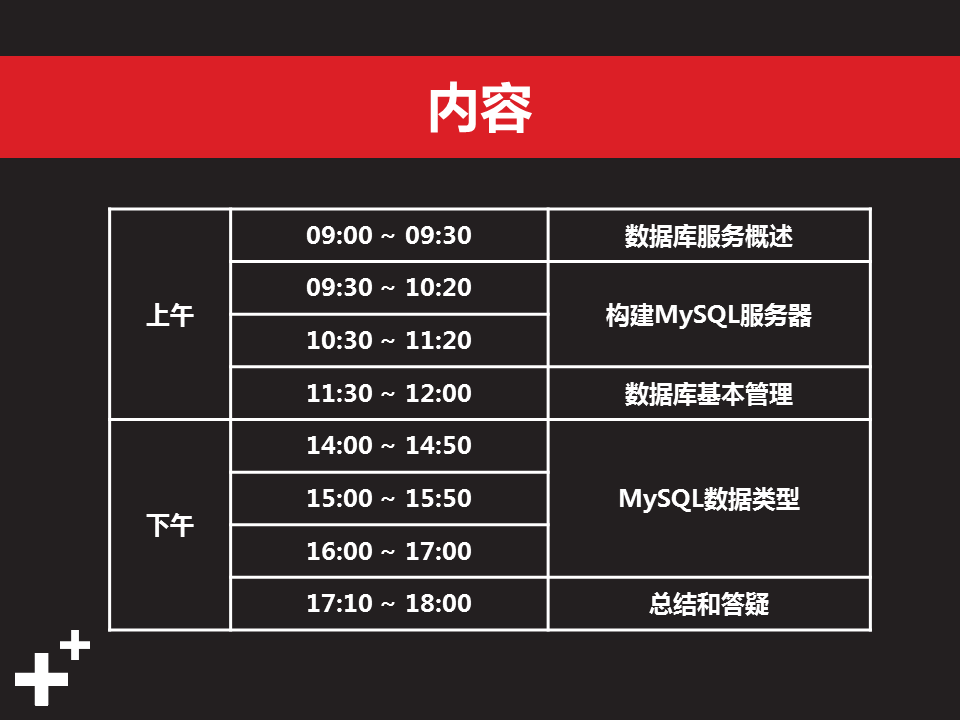 内容
上午
09:00 ~ 09:30
数据库服务概述
09:30 ~ 10:20
构建MySQL服务器
10:30 ~ 11:20
11:30 ~ 12:00
数据库基本管理
下午
14:00 ~ 14:50
MySQL数据类型
15:00 ~ 15:50
16:00 ~ 17:00
17:10 ~ 18:00
总结和答疑